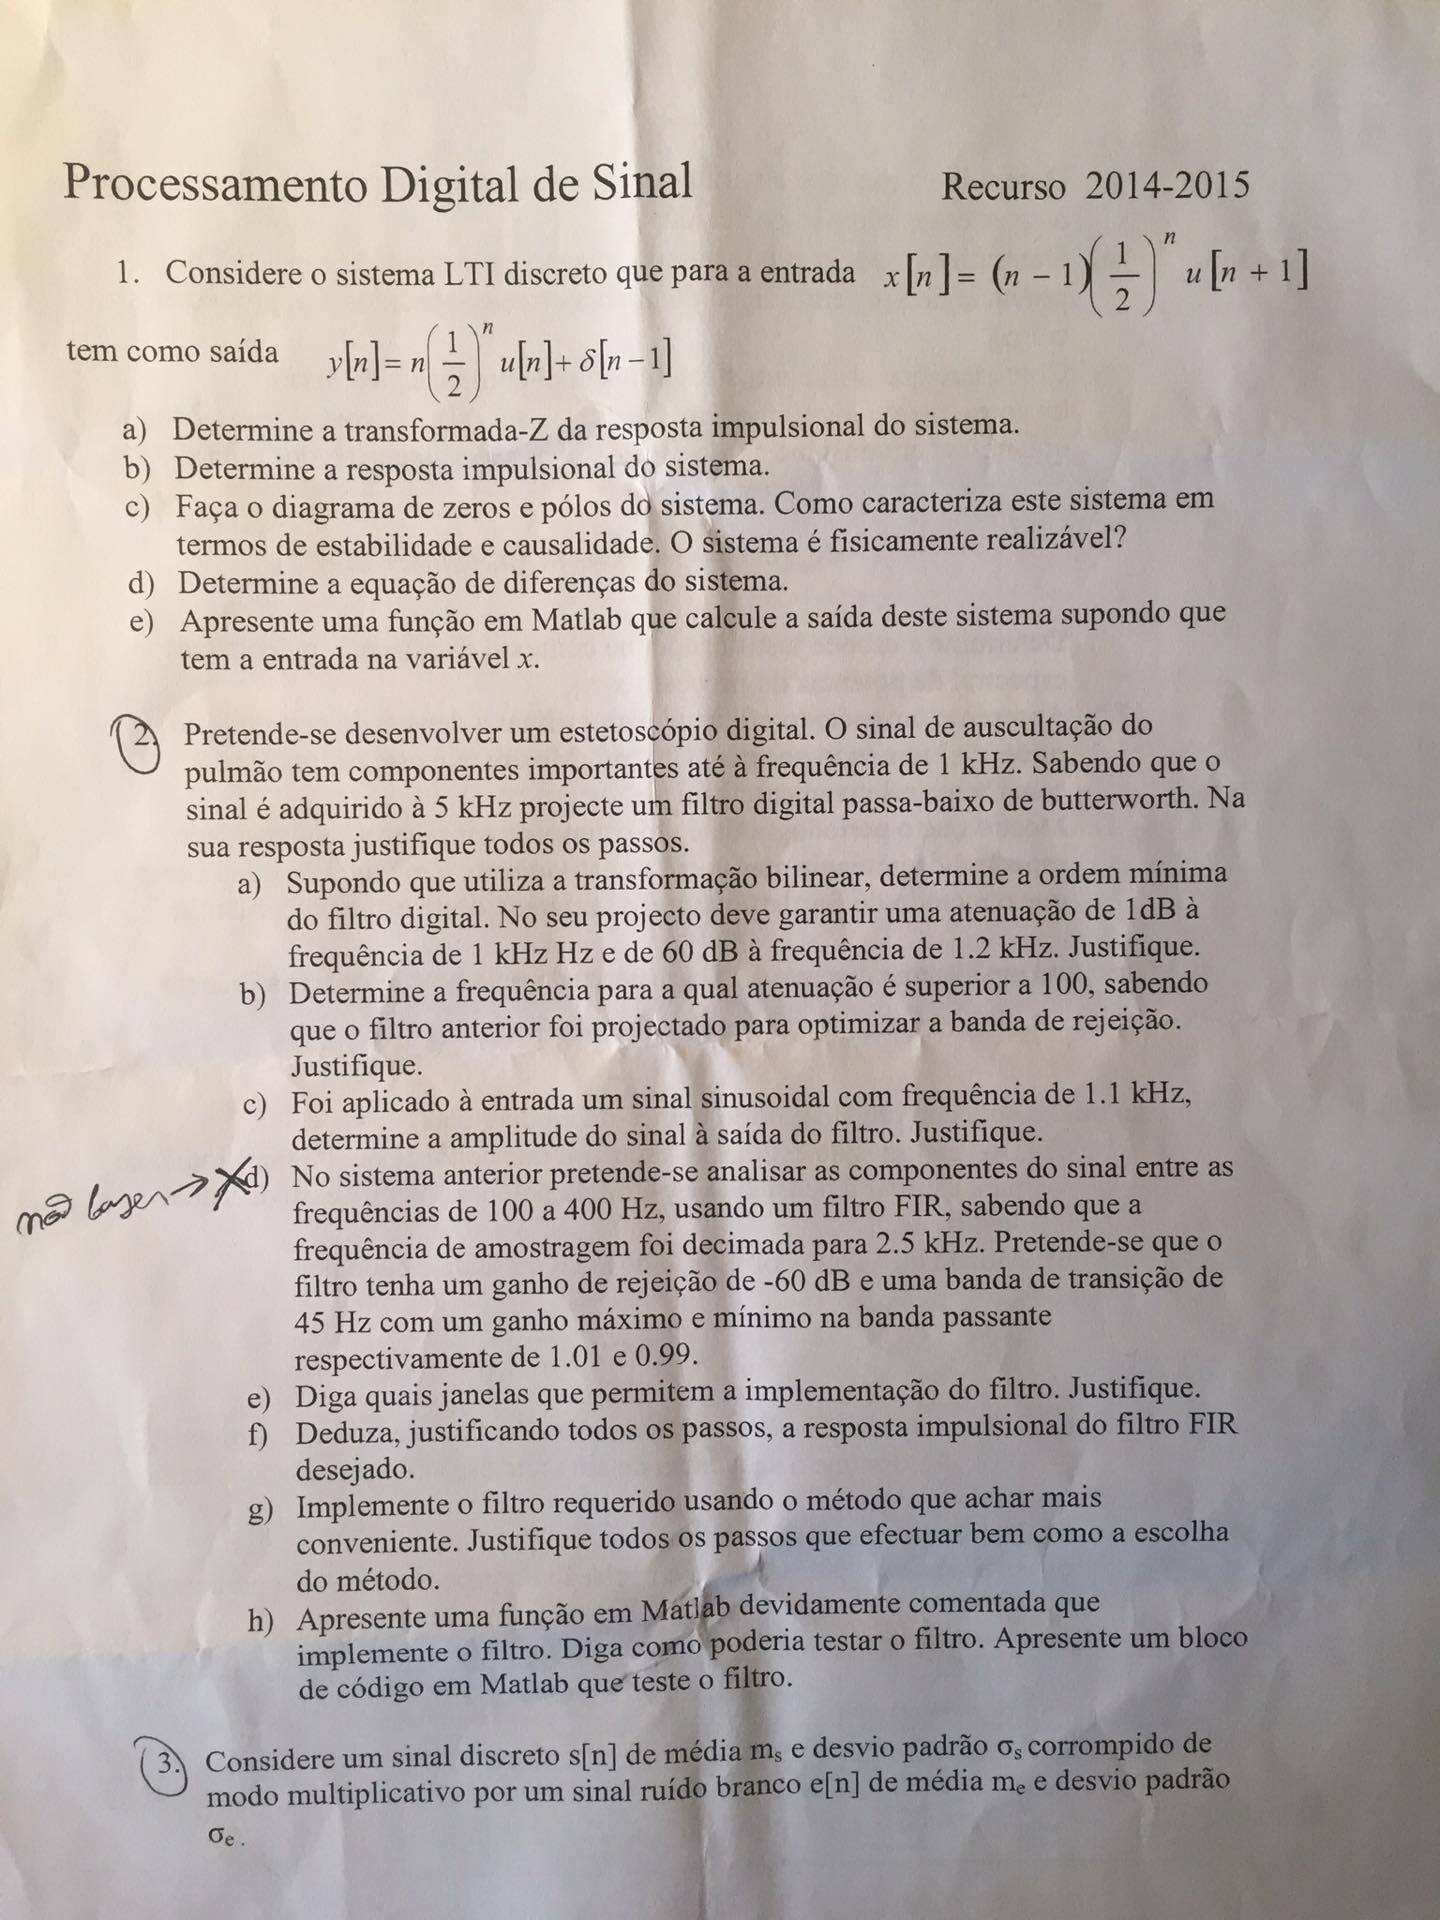 Processamento Digital de Sinal Recurso 2014-2015
1. Considere o sistema LTI discreto que para a entrada x[n] = (n − 1)(1/2)^n u[n + 1]
tem como saída y[n] = n(1/2)^n u[n] + δ[n − 1]
a) Determine a transformada-Z da resposta impulsional do sistema.
b) Determine a resposta impulsional do sistema.
c) Faça o diagrama de zeros e pólos do sistema. Como caracteriza este sistema em
termos de estabilidade e causalidade. O sistema é fisicamente realizável?
d) Determine a equação de diferenças do sistema.
e) Apresente uma função em Matlab que calcule a saída deste sistema supondo que
tem a entrada na variável x.
2. Pretende-se desenvolver um estetoscópio digital. O sinal de auscultação do
pulmão tem componentes importantes até à frequência de 1 kHz. Sabendo que o
sinal é adquirido à 5 kHz projecte um filtro digital passa-baixo de butterworth. Na
sua resposta justifique todos os passos.
a) Supondo que utiliza a transformação bilinear, determine a ordem mínima
do filtro digital. No seu projecto deve garantir uma atenuação de 1dB à
frequência de 1 kHz Hz e de 60 dB à frequência de 1.2 kHz. Justifique.
b) Determine a frequência para a qual atenuação é superior a 100, sabendo
que o filtro anterior foi projectado para optimizar a banda de rejeição.
Justifique.
c) Foi aplicado à entrada um sinal sinusoidal com frequência de 1.1 kHz,
determine a amplitude do sinal à saída do filtro. Justifique.
não fazer → X d) No sistema anterior pretende-se analisar as componentes do sinal entre as
frequências de 100 a 400 Hz, usando um filtro FIR, sabendo que a
frequência de amostragem foi decimada para 2.5 kHz. Pretende-se que o
filtro tenha um ganho de rejeição de -60 dB e uma banda de transição de
45 Hz com um ganho máximo e mínimo na banda passante
respectivamente de 1.01 e 0.99.
e) Diga quais janelas que permitem a implementação do filtro. Justifique.
f) Deduza, justificando todos os passos, a resposta impulsional do filtro FIR
desejado.
g) Implemente o filtro requerido usando o método que achar mais
conveniente. Justifique todos os passos que efectuar bem como a escolha
do método.
h) Apresente uma função em Matlab devidamente comentada que
implemente o filtro. Diga como poderia testar o filtro. Apresente um bloco
de código em Matlab que teste o filtro.
3. Considere um sinal discreto s[n] de média mₛ e desvio padrão σₛ corrompido de
modo multiplicativo por um sinal ruído branco e[n] de média mₑ e desvio padrão
σₑ .